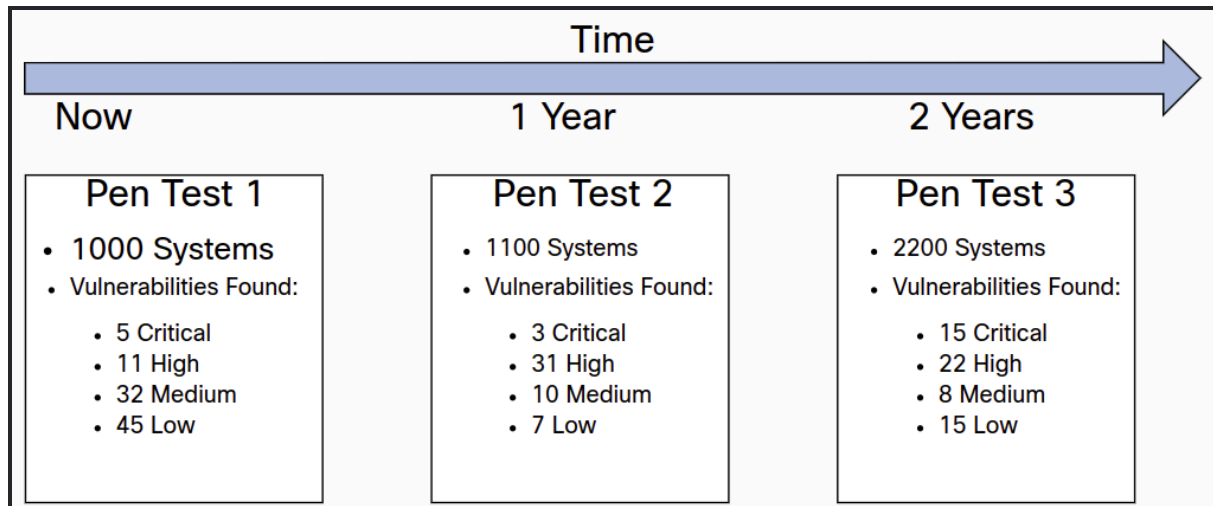 Time
Now
1 Year
2 Years
Pen Test 1
• 1000 Systems
• Vulnerabilities Found:
• 5 Critical
• 11 High
• 32 Medium
• 45 Low
Pen Test 2
• 1100 Systems
• Vulnerabilities Found:
• 3 Critical
• 31 High
• 10 Medium
• 7 Low
Pen Test 3
• 2200 Systems
• Vulnerabilities Found:
• 15 Critical
• 22 High
• 8 Medium
• 15 Low